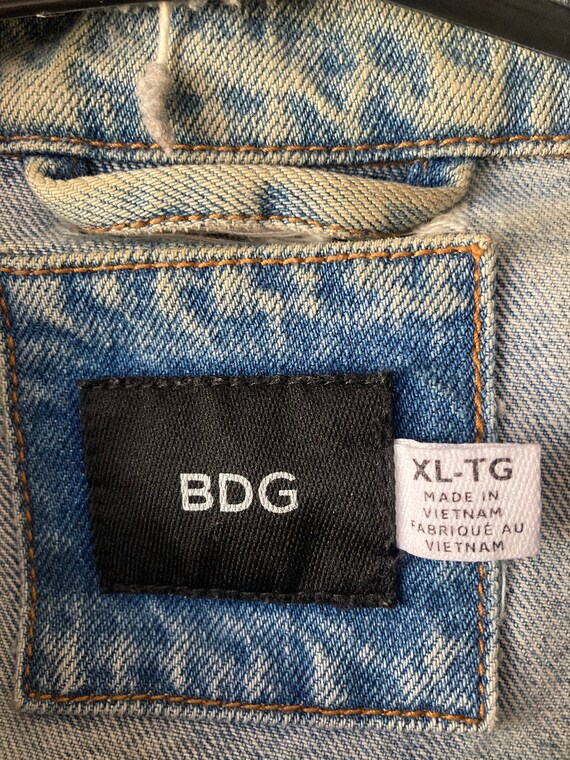 BDG
XL-TG
MADE IN
VIETNAM
FABRIQUÉ AU
VIETNAM